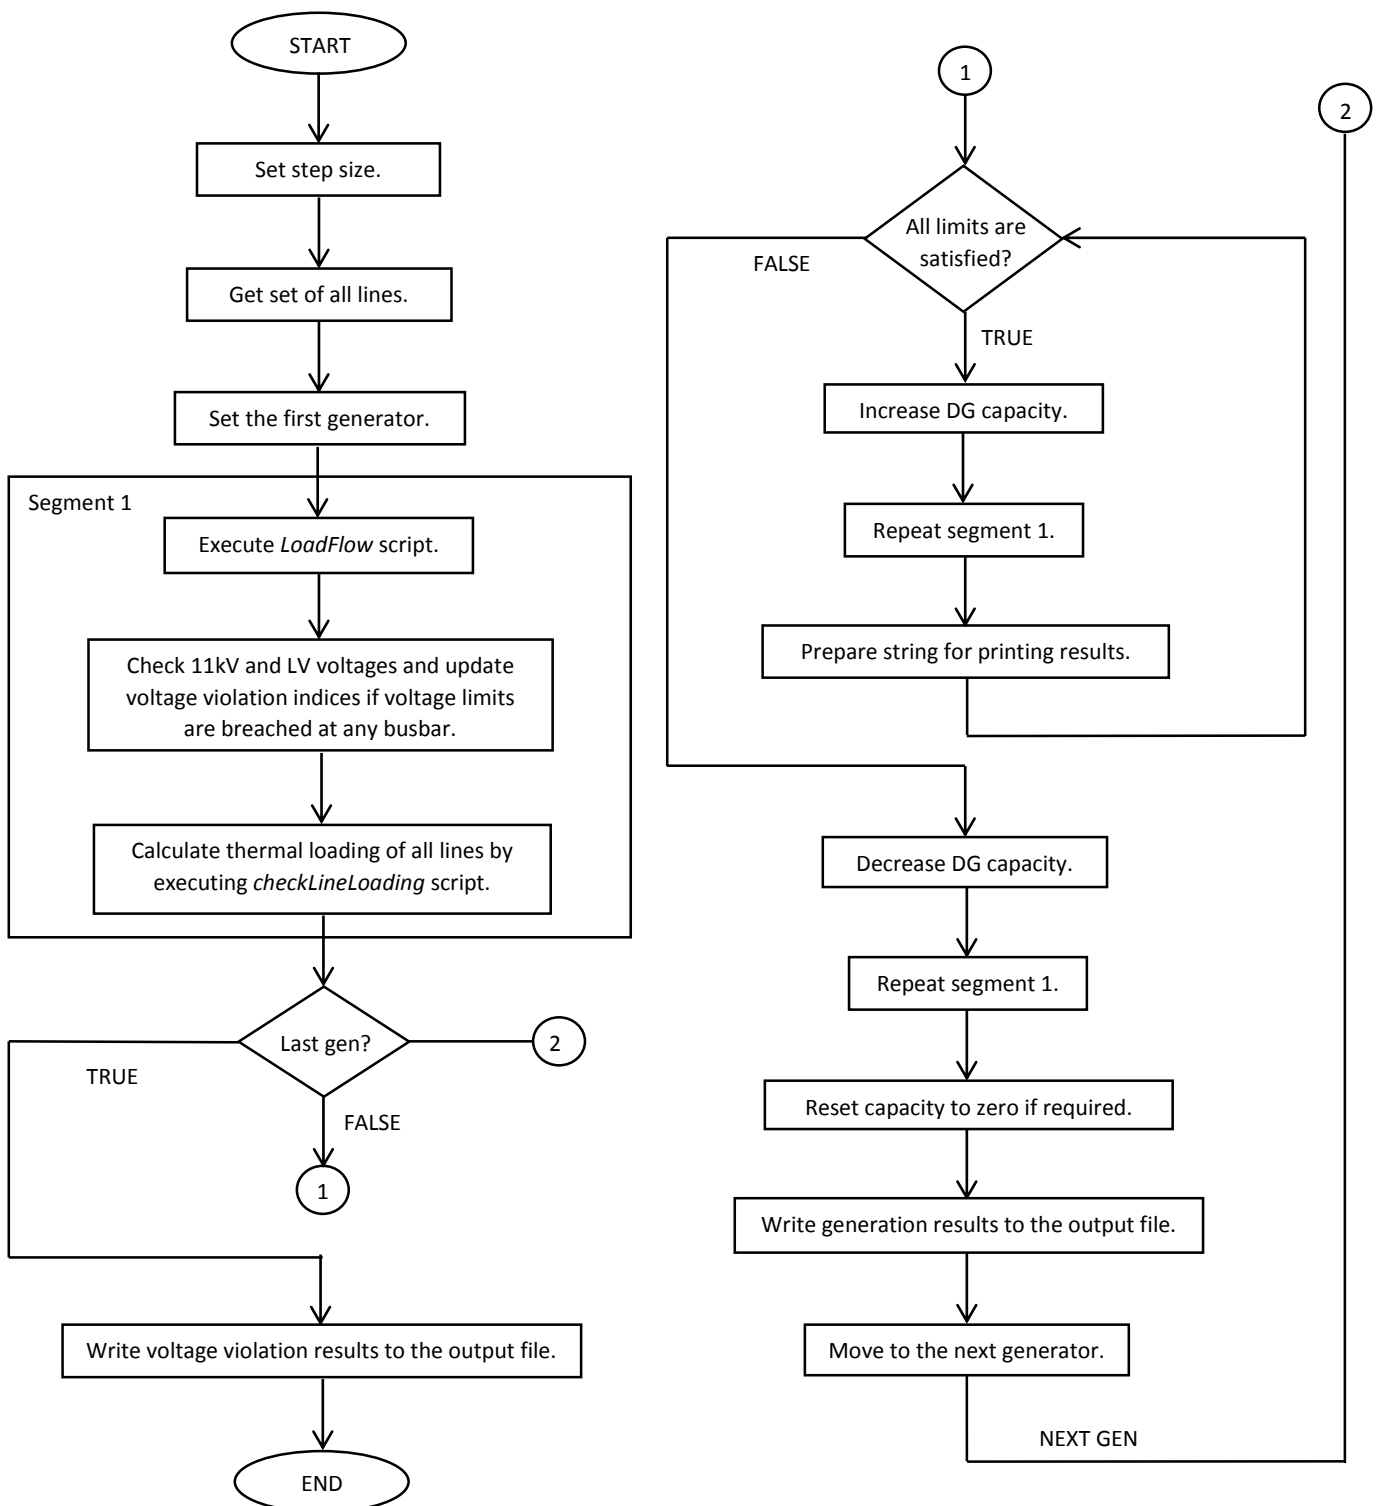 START
Set step size.
Get set of all lines.
Set the first generator.
Segment 1
Execute LoadFlow script.
Check 11kV and LV voltages and update
voltage violation indices if voltage limits
are breached at any busbar.
Calculate thermal loading of all lines by
executing checkLineLoading script.
Last gen?
2
TRUE
FALSE
1
Write voltage violation results to the output file.
END
1
2
All limits are
satisfied?
FALSE
TRUE
Increase DG capacity.
Repeat segment 1.
Prepare string for printing results.
Decrease DG capacity.
Repeat segment 1.
Reset capacity to zero if required.
Write generation results to the output file.
Move to the next generator.
NEXT GEN